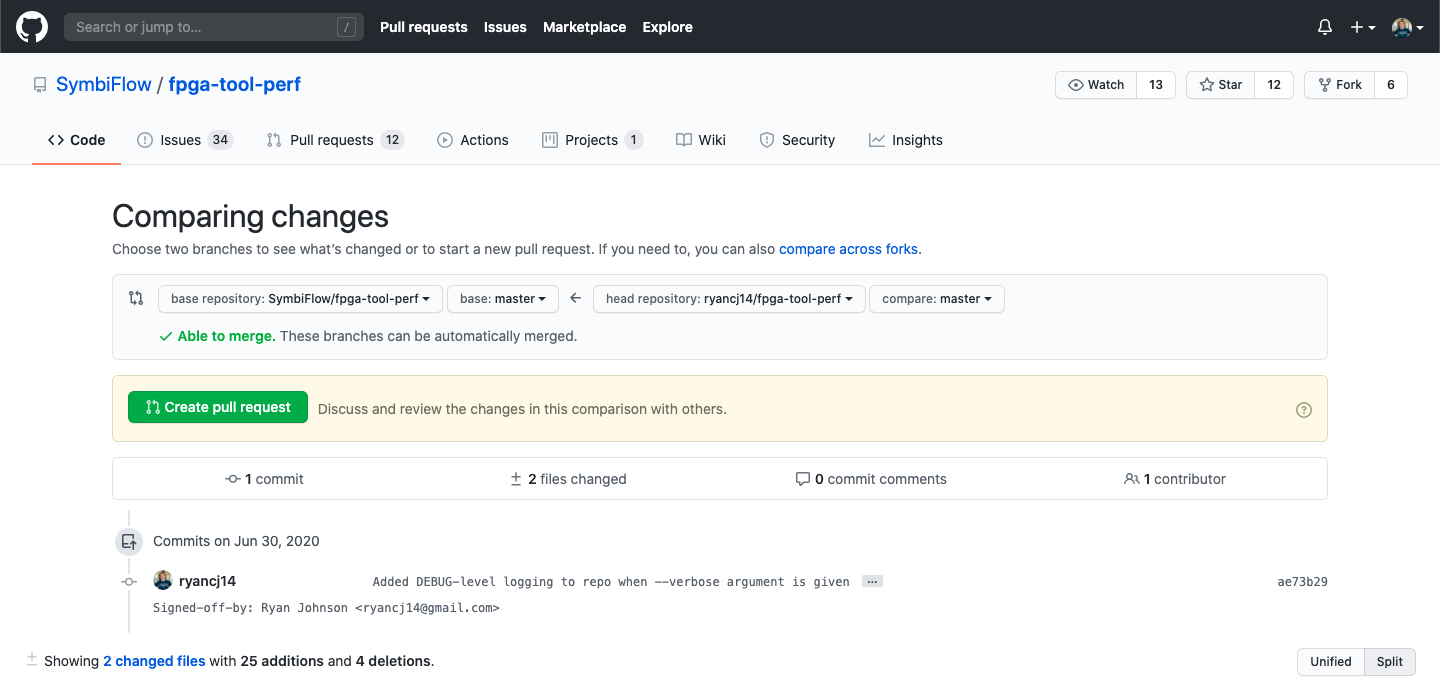 Search or jump to… /
Pull requests Issues Marketplace Explore
SymbiFlow / fpga-tool-perf
Watch 13 Star 12 Fork 6
Code Issues 34 Pull requests 12 Actions Projects 1 Wiki Security Insights
Comparing changes
Choose two branches to see what's changed or to start a new pull request. If you need to, you can also compare across forks.
base repository: SymbiFlow/fpga-tool-perf base: master ← head repository: ryancj14/fpga-tool-perf compare: master
Able to merge. These branches can be automatically merged.
Create pull request Discuss and review the changes in this comparison with others. ?
1 commit 2 files changed 0 commit comments 1 contributor
Commits on Jun 30, 2020
ryancj14 Added DEBUG-level logging to repo when --verbose argument is given … ae73b29
Signed-off-by: Ryan Johnson <ryancj14@gmail.com>
Showing 2 changed files with 25 additions and 4 deletions.
Unified Split